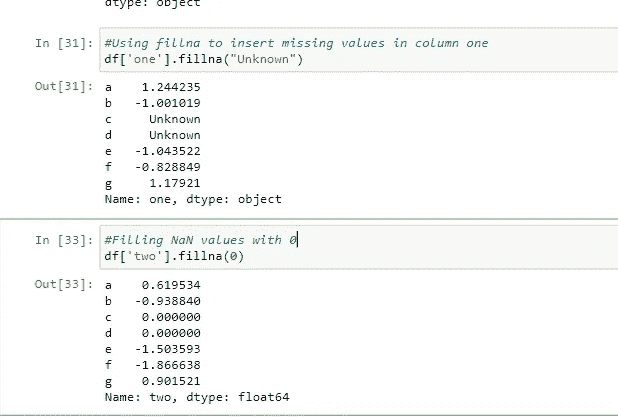 dtype: object
In [31]: #Using fillna to insert missing values in column one
df['one'].fillna("Unknown")
Out[31]: a 1.244235
b -1.001019
c Unknown
d Unknown
e -1.043522
f -0.828849
g 1.17921
Name: one, dtype: object
In [33]: #Filling NaN values with 0
df['two'].fillna(0)
Out[33]: a 0.619534
b -0.938840
c 0.000000
d 0.000000
e -1.503593
f -1.866638
g 0.901521
Name: two, dtype: float64